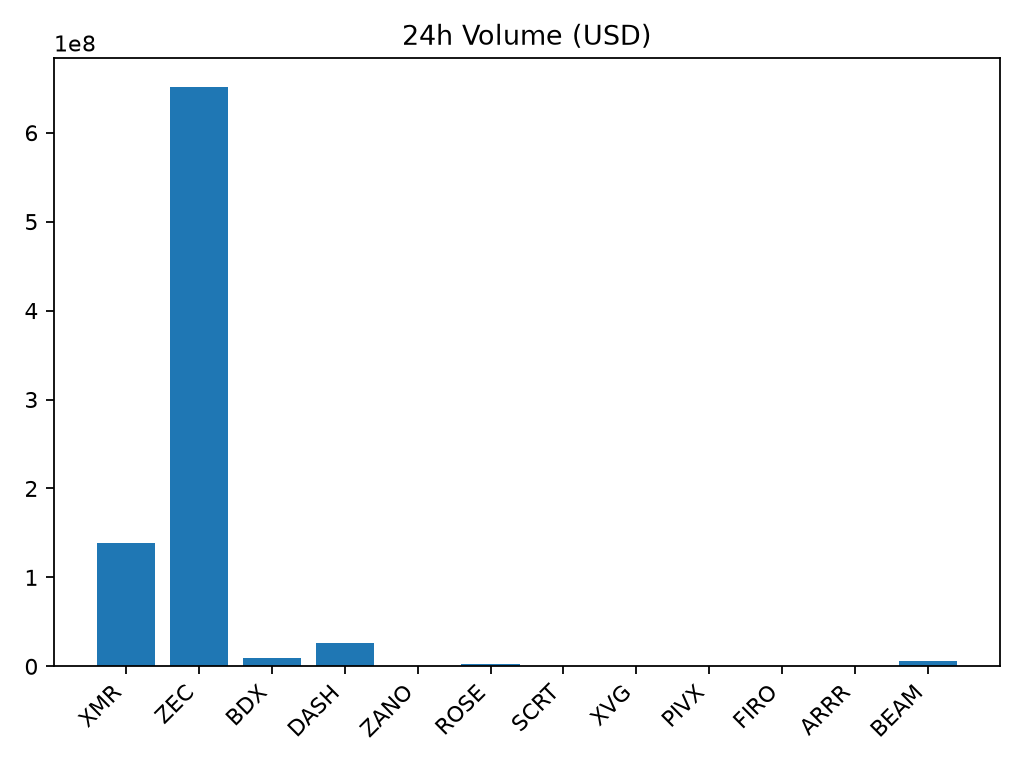 24h Volume (USD)
1e8
6
5
4
3
2
1
0
XMR
ZEC
BDX
DASH
ZANO
ROSE
SCRT
XVG
PIVX
FIRO
ARRR
BEAM